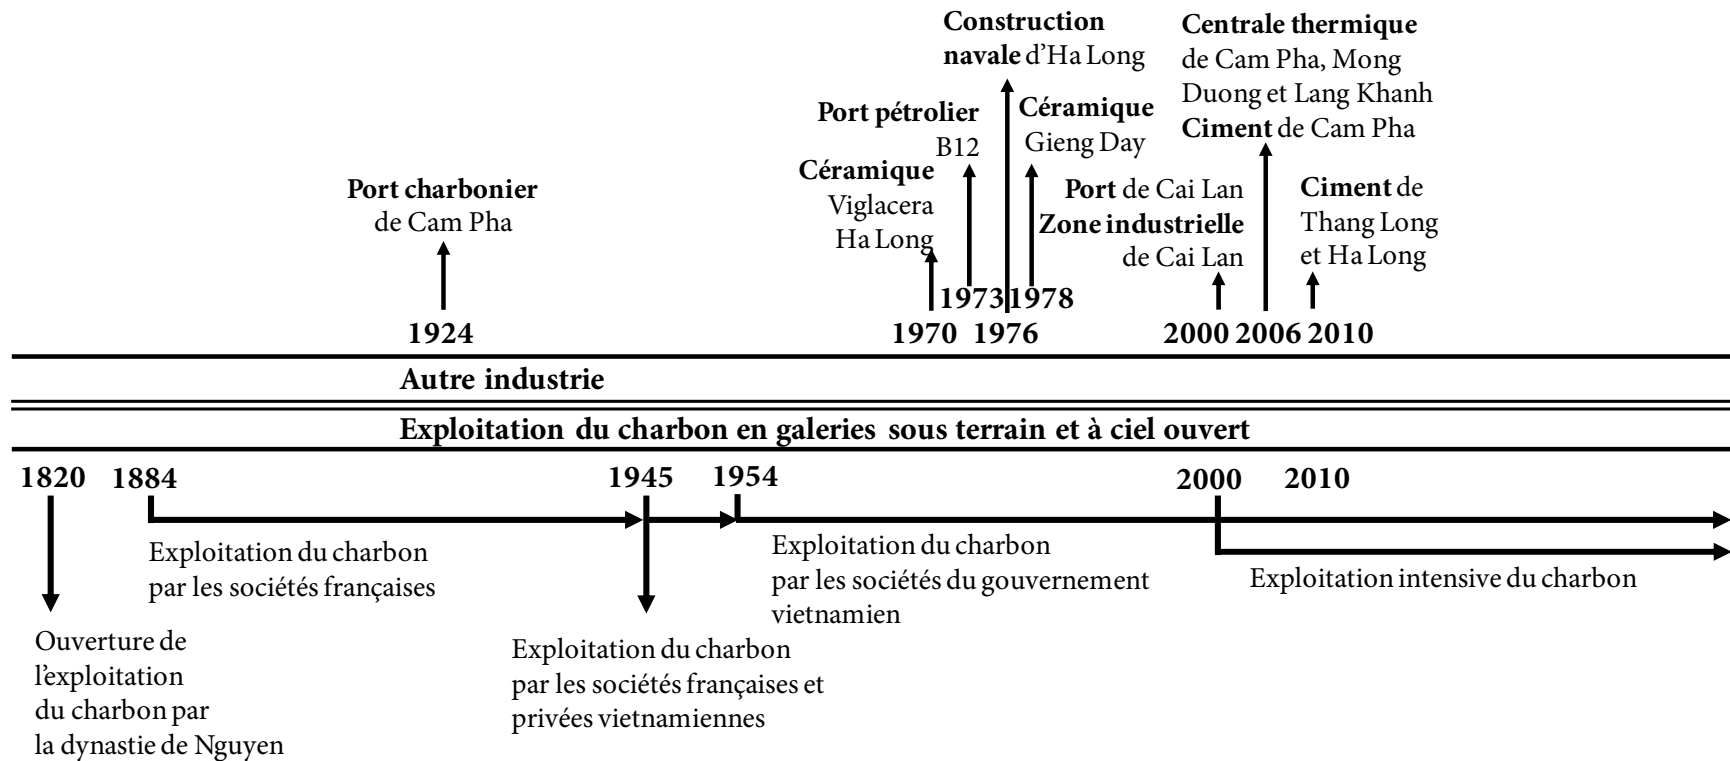 Construction
navale d’Ha Long
Centrale thermique
de Cam Pha, Mong
Duong et Lang Khanh
Ciment de Cam Pha
Port pétrolier
B12
Céramique
Gieng Day
Céramique
Viglacera
Ha Long
Port charbonier
de Cam Pha
Port de Cai Lan
Zone industrielle
de Cai Lan
Ciment de
Thang Long
et Ha Long
1973 1978
1924 1970 1976 2000 2006 2010
Autre industrie
Exploitation du charbon en galeries sous terrain et à ciel ouvert
1820 1884 1945 1954 2000 2010
Exploitation du charbon
par les sociétés françaises
Exploitation du charbon
par les sociétés du gouvernement
vietnamien
Exploitation intensive du charbon
Ouverture de
l’exploitation
du charbon par
la dynastie de Nguyen
Exploitation du charbon
par les sociétés françaises et
privées vietnamiennes